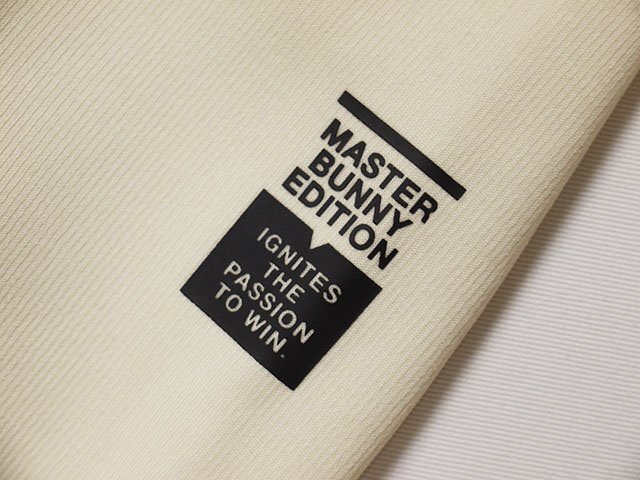 MASTER
BUNNY
EDITION
IGNITES
THE
PASSION
TO WIN.